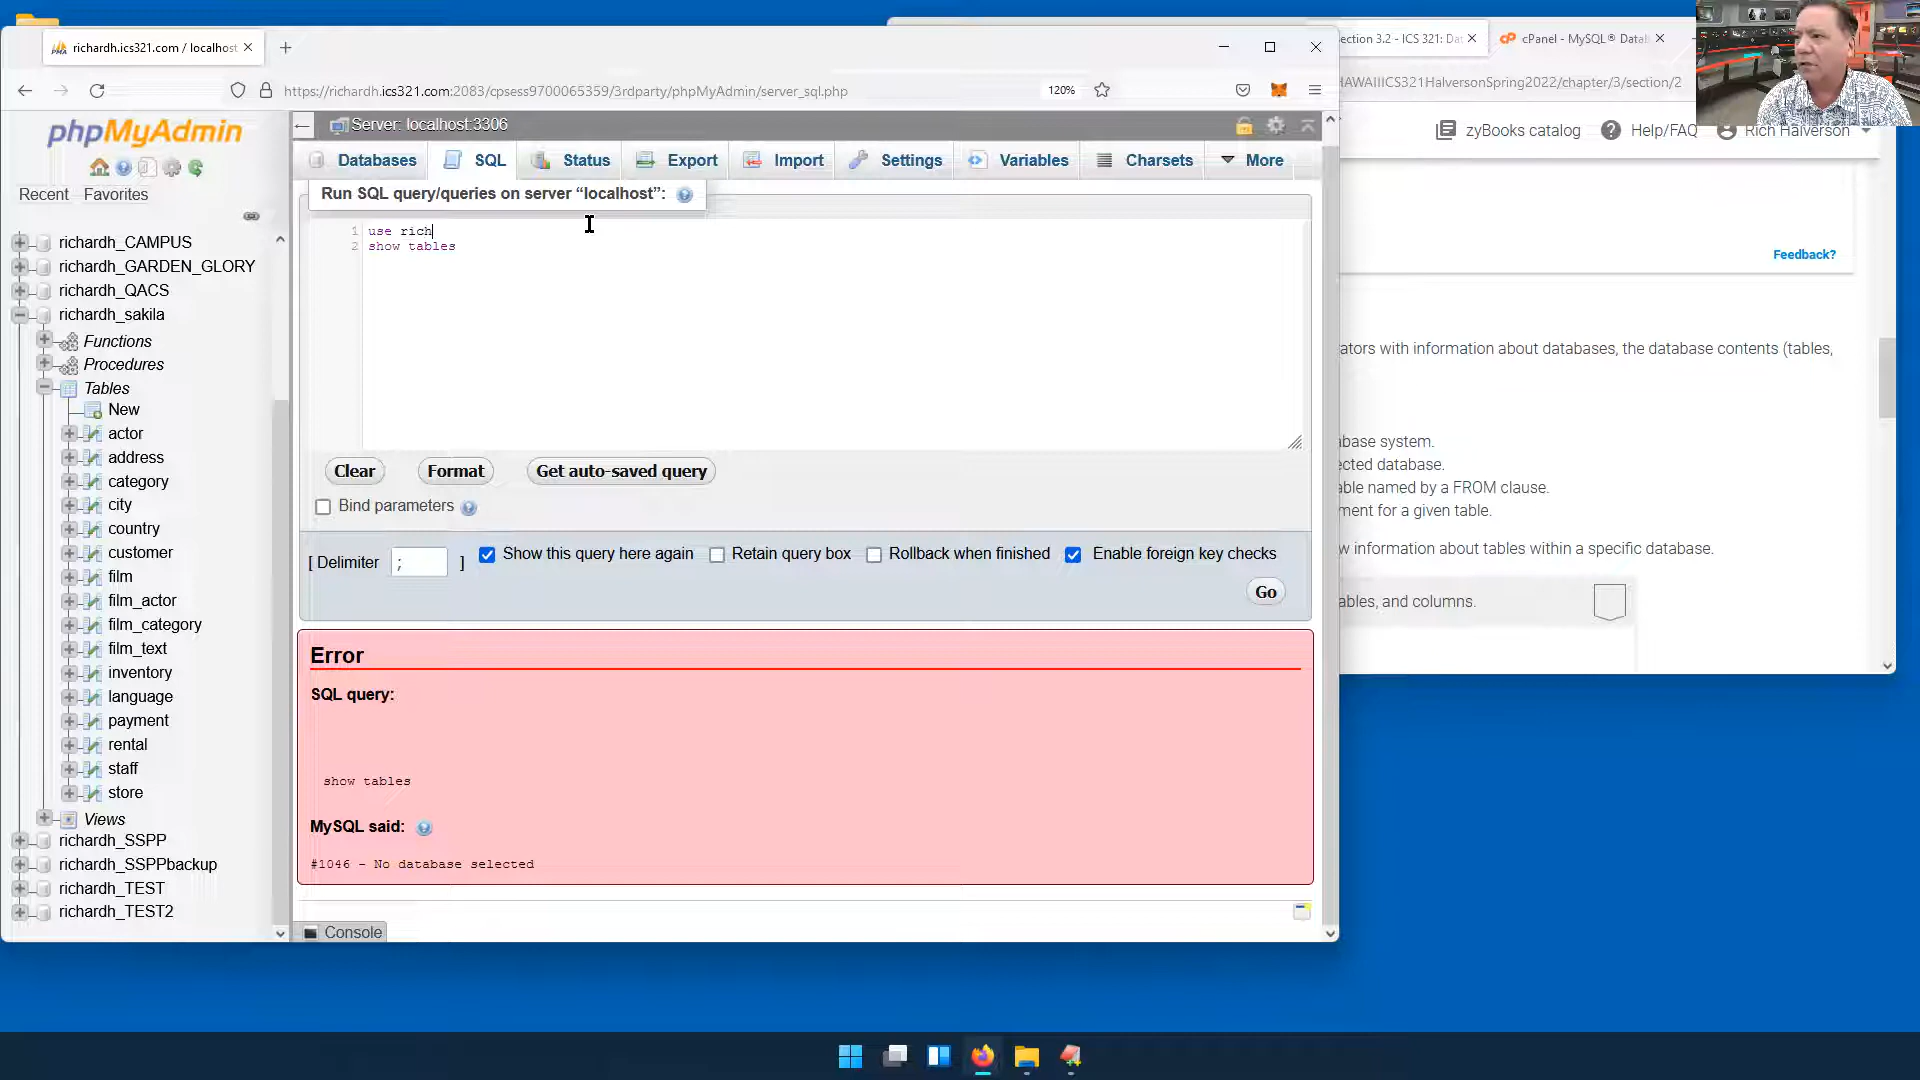 richardh.ics321.com / localhost
ection 3.2 - ICS 321: Dat
cPanel - MySQL® Datab
https://richardh.ics321.com:2083/cpsess9700065359/3rdparty/phpMyAdmin/server_sql.php
120%
HAWAIIICS321HalversonSpring2022/chapter/3/section/2
phpMyAdmin
Recent
Favorites
Server: localhost:3306
zyBooks catalog
Help/FAQ
Rich Halverson
Databases
SQL
Status
Export
Import
Settings
Variables
Charsets
More
Run SQL query/queries on server “localhost”:
1 use rich
2 show tables
Feedback?
richardh_CAMPUS
richardh_GARDEN_GLORY
richardh_QACS
richardh_sakila
Functions
Procedures
Tables
New
actor
address
category
city
country
customer
film
film_actor
film_category
film_text
inventory
language
payment
rental
staff
store
Views
richardh_SSPP
richardh_SSPPbackup
richardh_TEST
richardh_TEST2
ators with information about databases, the database contents (tables,
abase system.
ected database.
able named by a FROM clause.
ment for a given table.
w information about tables within a specific database.
ables, and columns.
Clear
Format
Get auto-saved query
Bind parameters
[ Delimiter ; ]
Show this query here again
Retain query box
Rollback when finished
Enable foreign key checks
Go
Error
SQL query:
show tables
MySQL said:
#1046 - No database selected
Console